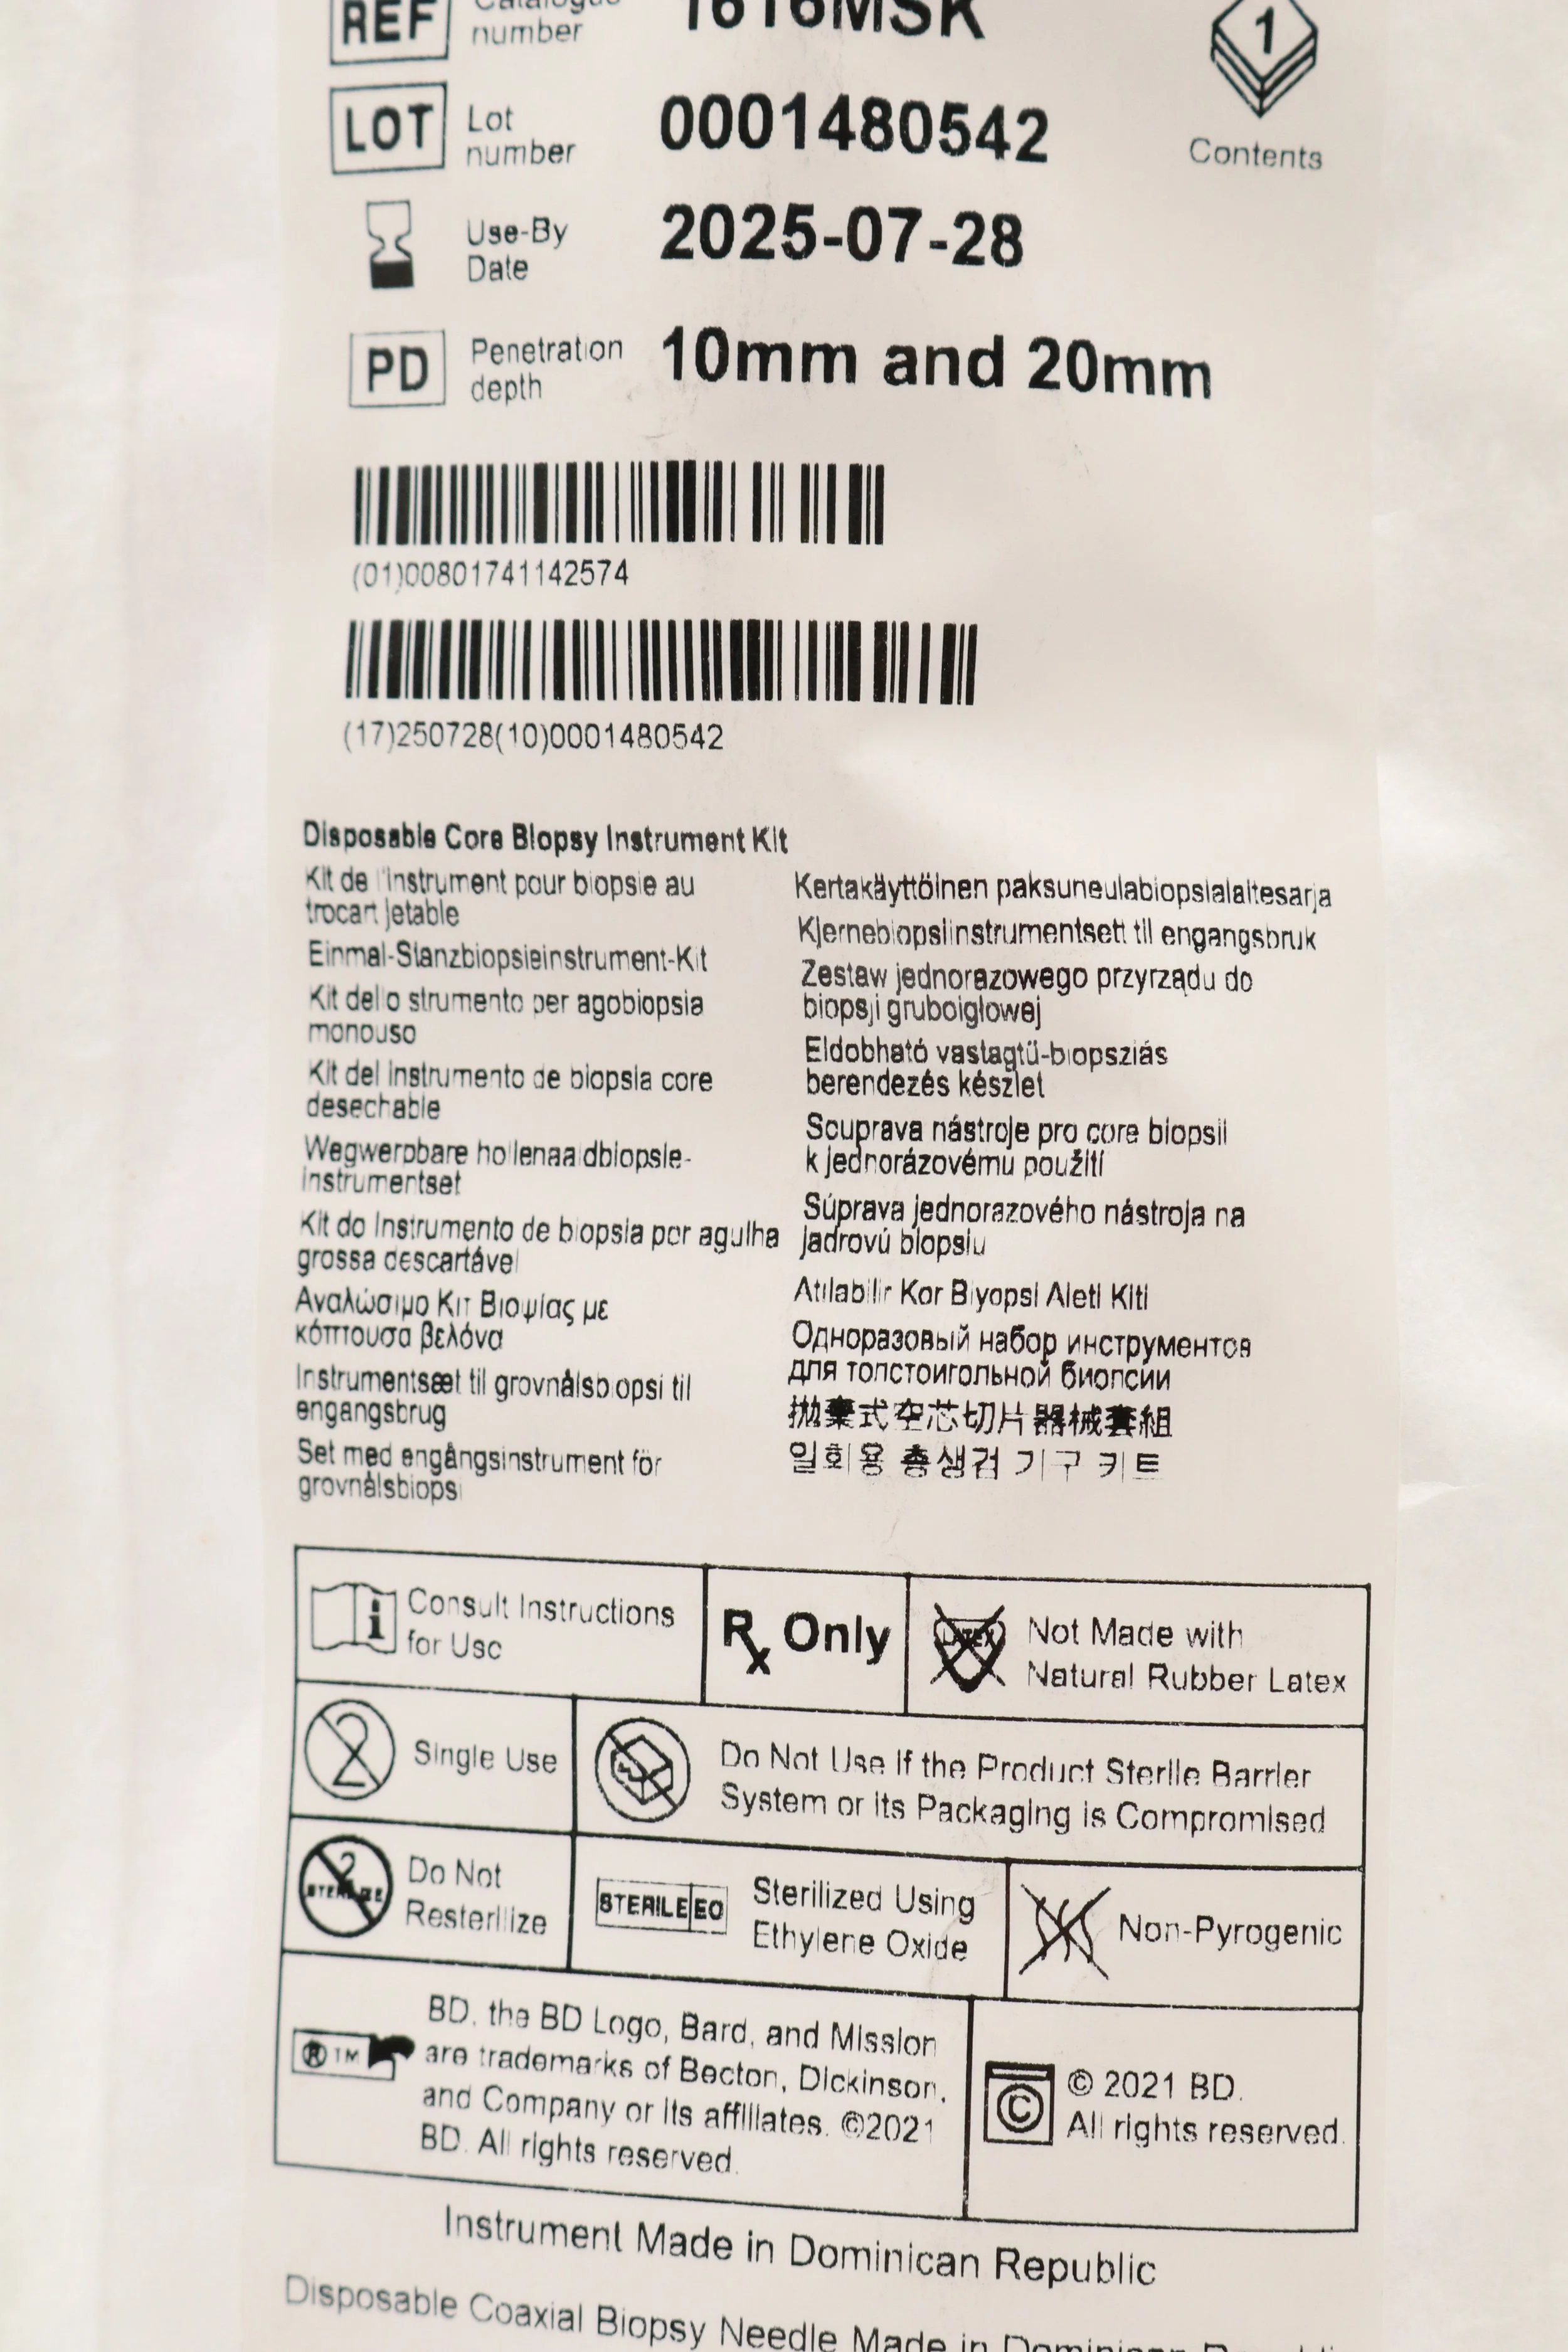 REF Catalogue number 1616MSK
1
LOT Lot number 0001480542
Contents
Use-By Date 2025-07-28
PD Penetration depth 10mm and 20mm
(01)00801741142574
(17)250728(10)0001480542
Disposable Core Biopsy Instrument Kit
Kit de l'instrument pour biopsie au
trocart jetable
Einmal-Stanzbiopsieinstrument-Kit
Kit dello strumento per agobiopsia
monouso
Kit del instrumento de biopsia core
desechable
Wegwerpbare hollenaaldbiopsie-
instrumentset
Kit do instrumento de biopsia por agulha
grossa descartável
Αναλώσιμο Κιτ Βιοψίας με
κόπτουσα βελόνα
Instrumentsæt til grovnålsbiopsi til
engangsbrug
Set med engångsinstrument för
grovnålsbiopsi
Kertakäyttöinen paksuneulabiopsialaitesarja
Kjernebiopsiinstrumentsett til engangsbruk
Zestaw jednorazowego przyrządu do
biopsji gruboigłowej
Eldobható vastagtű-biopsziás
berendezés készlet
Souprava nástroje pro core biopsii
k jednorázovému použití
Súprava jednorazového nástroja na
jadrovú biopsiu
Atılabilir Kor Biyopsi Aleti Kiti
Одноразовый набор инструментов
для толстоигольной биопсии
拋棄式空芯切片器械套組
일회용 총생검 기구 키트
Consult Instructions
for Use
Rx Only
LATEX
Not Made with
Natural Rubber Latex
2
Single Use
Do Not Use If the Product Sterile Barrier
System or its Packaging is Compromised
2
STERILIZE
Do Not
Resterilize
STERILE EO
Sterilized Using
Ethylene Oxide
Non-Pyrogenic
® TM
BD, the BD Logo, Bard, and Mission
are trademarks of Becton, Dickinson,
and Company or its affiliates. ©2021
BD. All rights reserved.
©
© 2021 BD.
All rights reserved.
Instrument Made in Dominican Republic
Disposable Coaxial Biopsy Needle Made in Dominican Republic